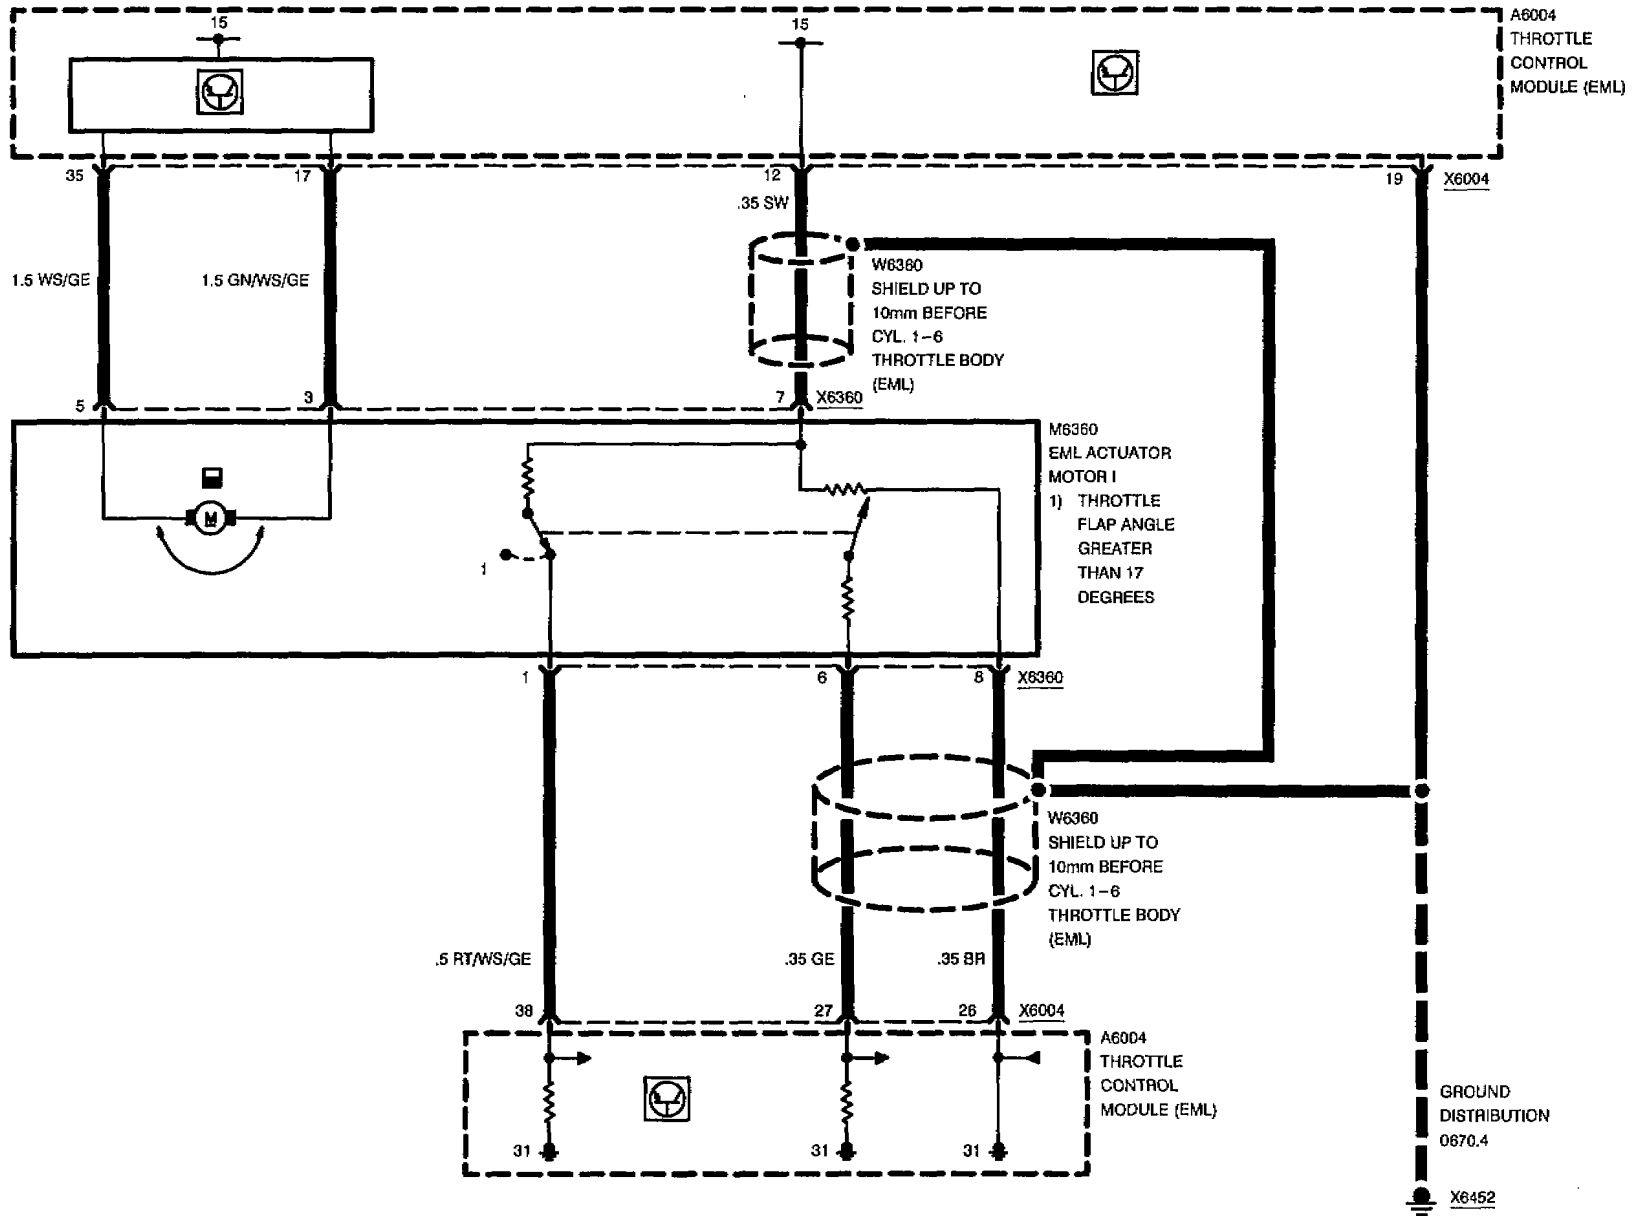 15
15
A6004
THROTTLE
CONTROL
MODULE (EML)
35
17
12
19
X6004
.35 SW
1.5 WS/GE
1.5 GN/WS/GE
W6360
SHIELD UP TO
10mm BEFORE
CYL. 1-6
THROTTLE BODY
(EML)
5
3
7
X6360
M6360
EML ACTUATOR
MOTOR I
1) THROTTLE
FLAP ANGLE
GREATER
THAN 17
DEGREES
M
1
1
6
8
X6360
W6360
SHIELD UP TO
10mm BEFORE
CYL. 1-6
THROTTLE BODY
(EML)
.5 RT/WS/GE
.35 GE
.35 BR
38
27
26
X6004
A6004
THROTTLE
CONTROL
MODULE (EML)
31
31
31
GROUND
DISTRIBUTION
0670.4
X6452